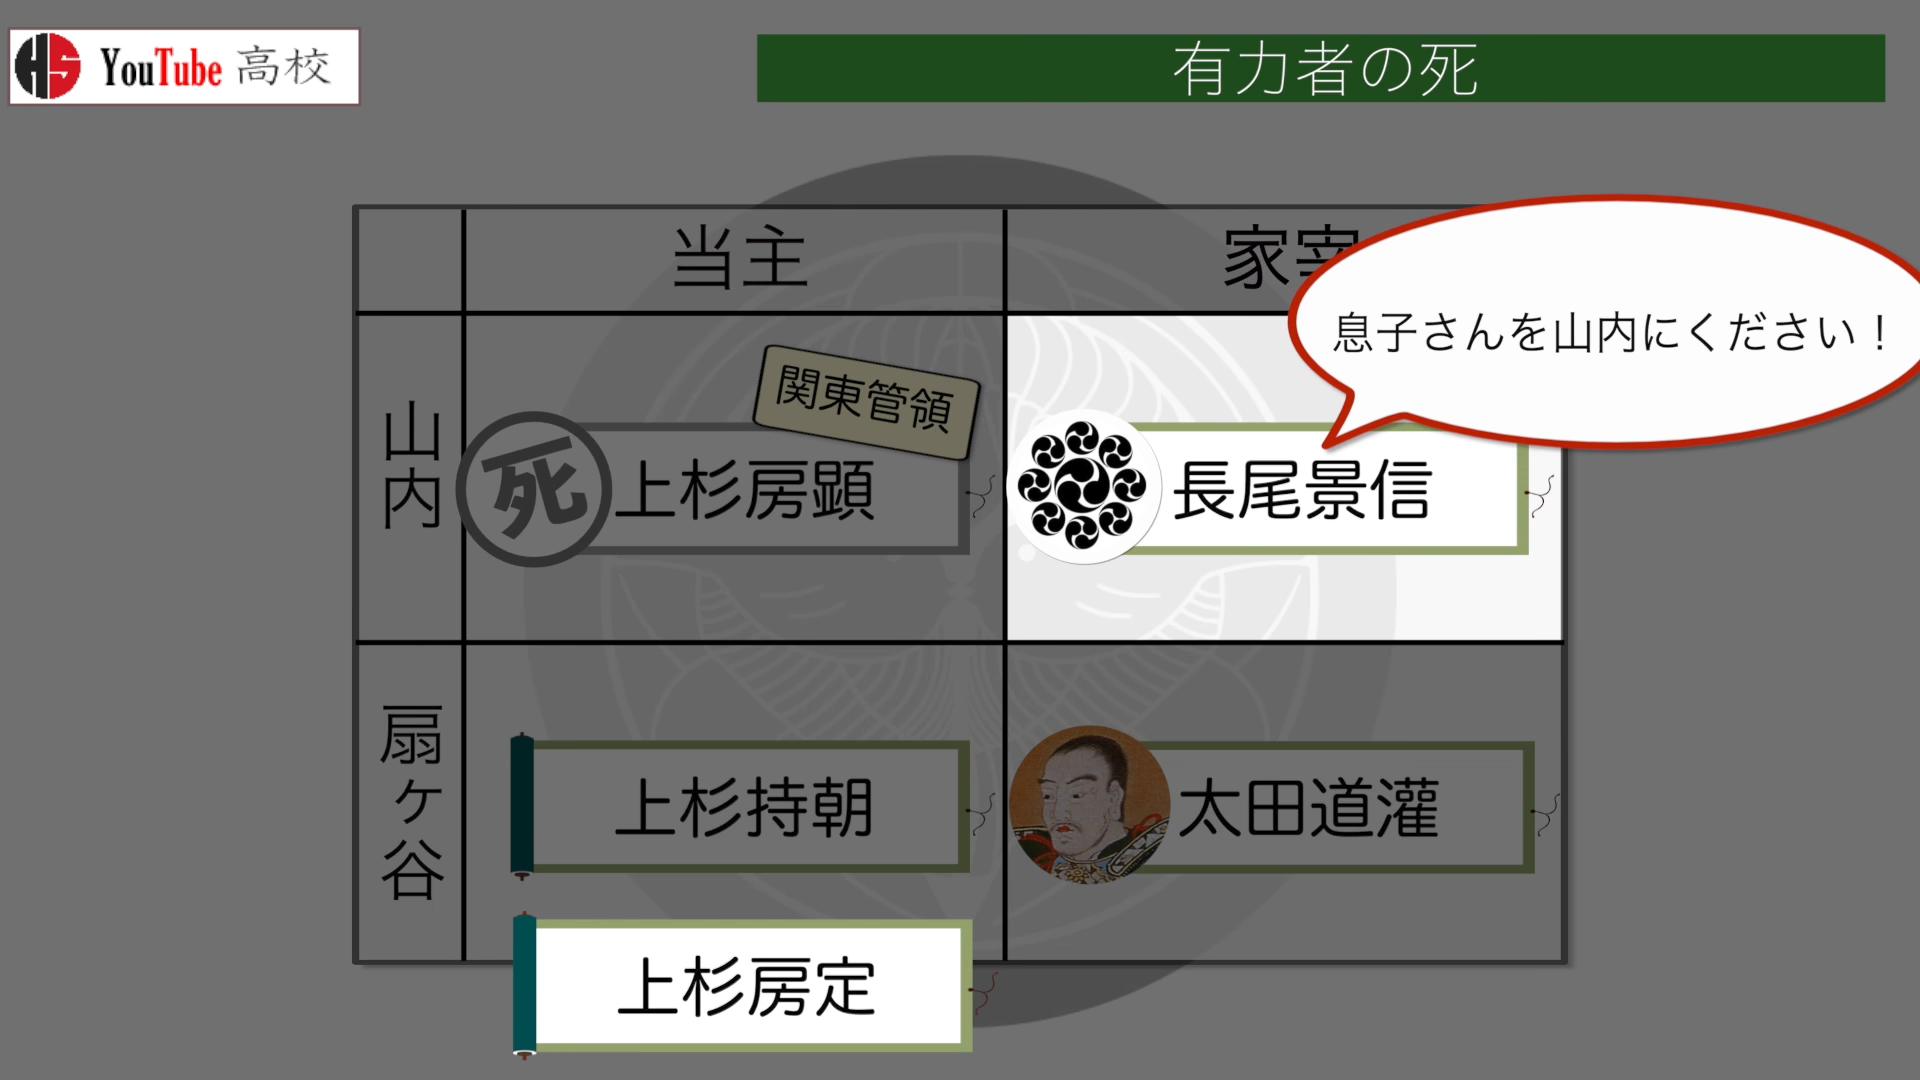 YouTube 高校
有力者の死
当主
家宰
息子さんを山内にください！
山内
関東管領
死
上杉房顕
長尾景信
扇ヶ谷
上杉持朝
太田道灌
上杉房定